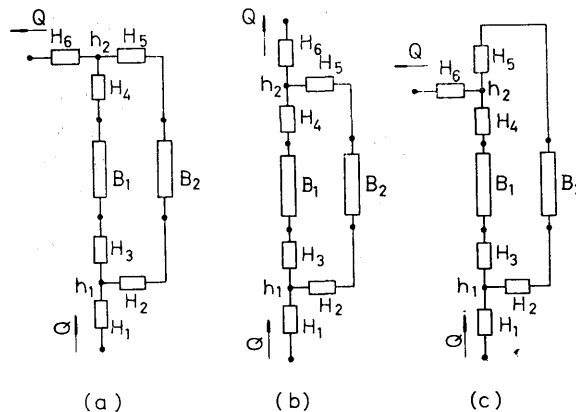 Q
H6 h2 H5
H4
B1 B2
H3
h1 H2
Q H1
(a)
Q
H6
h2 H5
H4
B1 B2
H3
h1 H2
Q H1
(b)
Q
H5
H6 h2
H4
B1
H3
h1 H2
Q H1
(c)